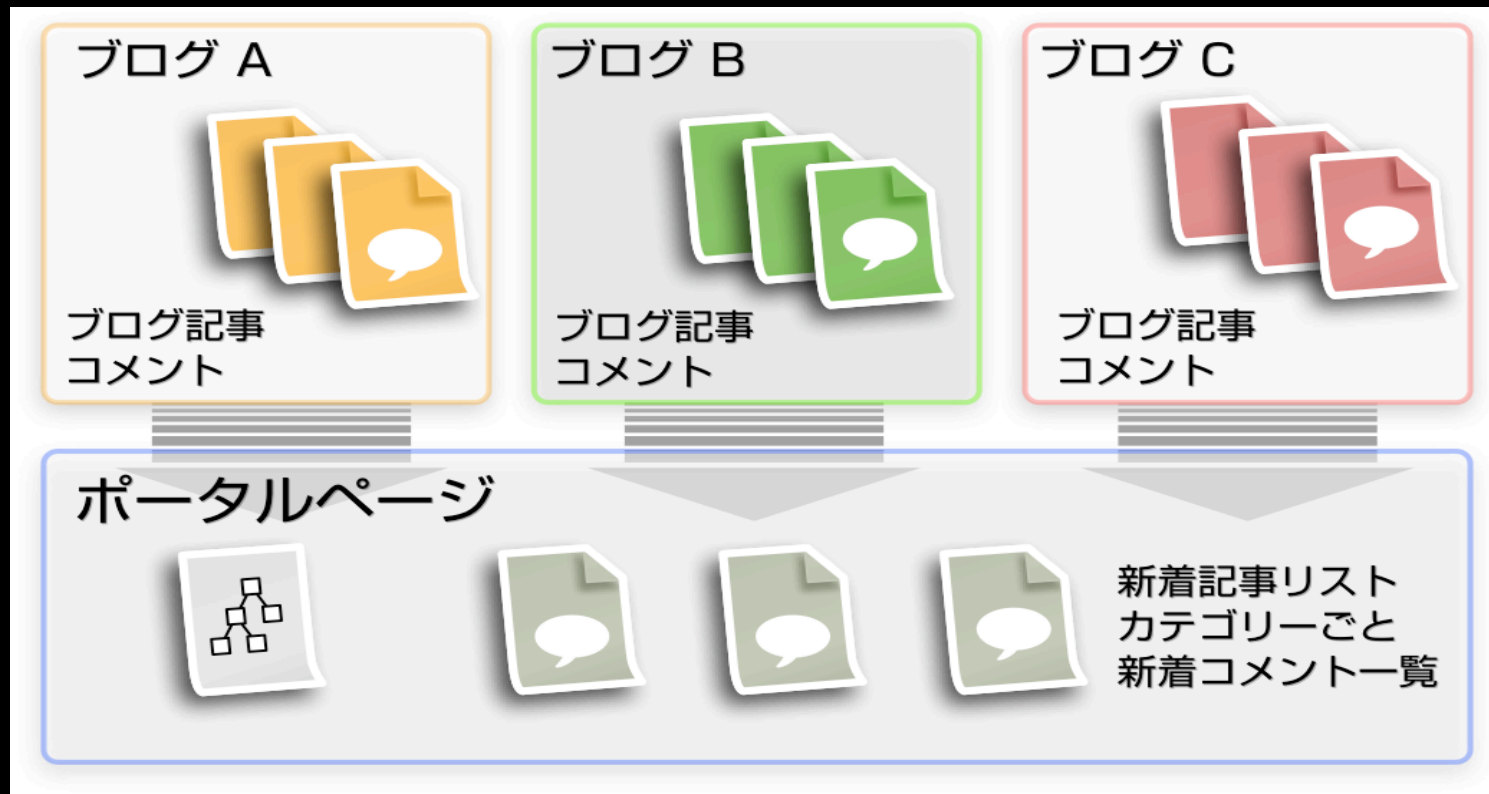 ブログ A
ブログ記事
コメント
ブログ B
ブログ記事
コメント
ブログ C
ブログ記事
コメント
ポータルページ
新着記事リスト
カテゴリーごと
新着コメント一覧